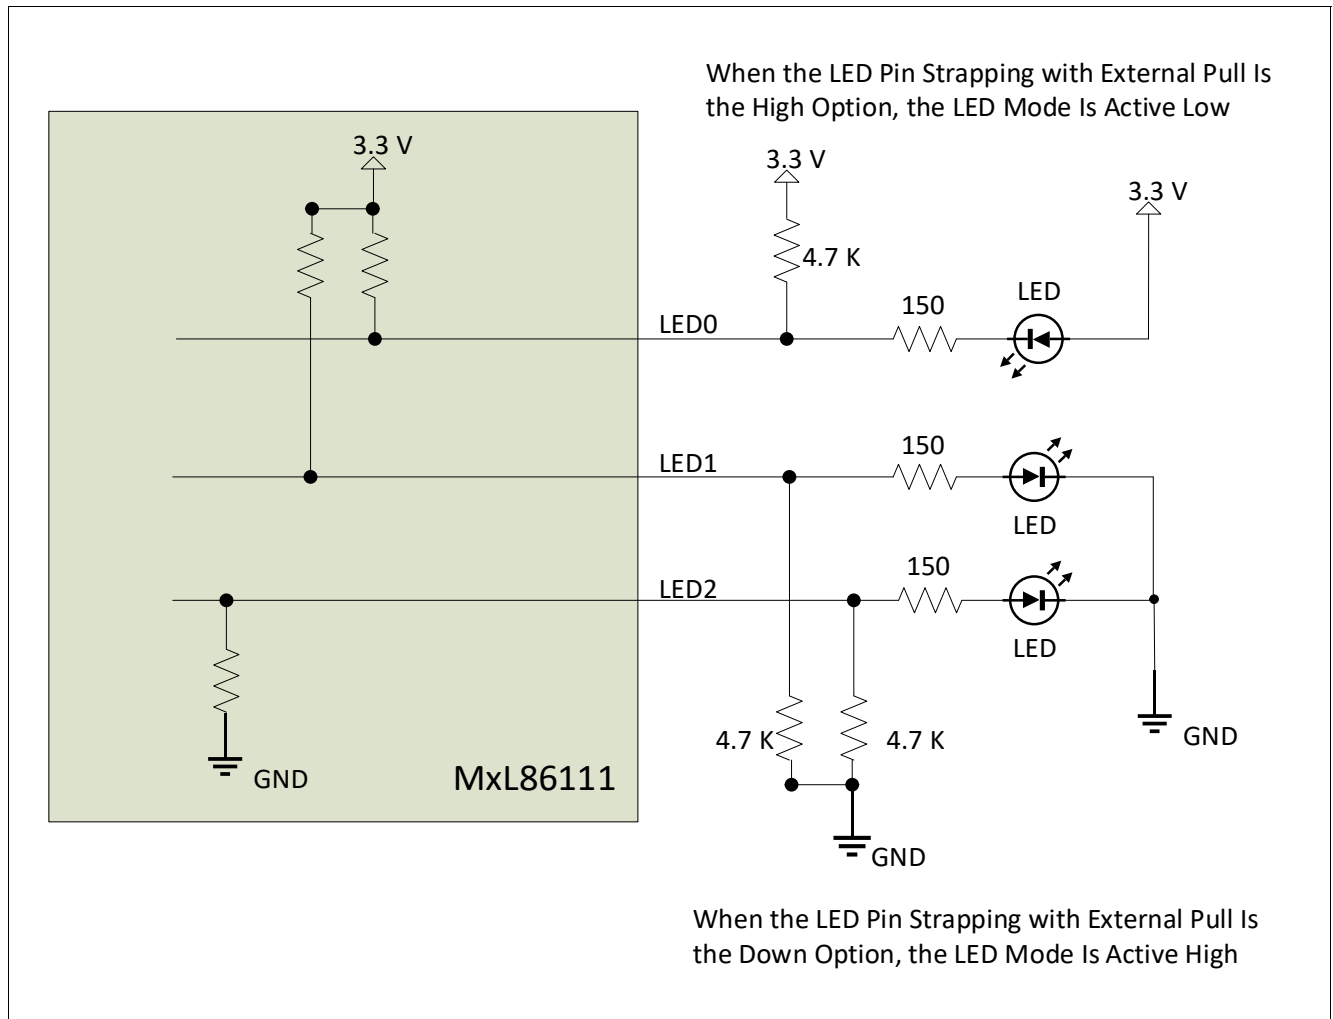 When the LED Pin Strapping with External Pull Is
the High Option, the LED Mode Is Active Low
3.3 V
3.3 V
3.3 V
4.7 K
LED
150
LED0
150
LED1
LED
150
LED2
LED
4.7 K
4.7 K
GND
GND
MxL86111
GND
When the LED Pin Strapping with External Pull Is
the Down Option, the LED Mode Is Active High